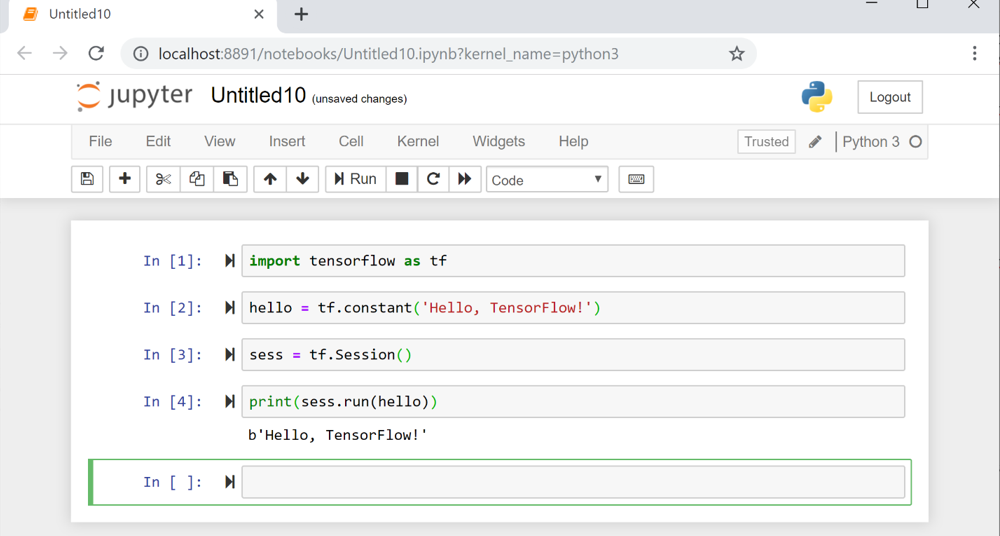 Untitled10
localhost:8891/notebooks/Untitled10.ipynb?kernel_name=python3
jupyter Untitled10 (unsaved changes) Logout
File Edit View Insert Cell Kernel Widgets Help Trusted Python 3
Run Code
In [1]: import tensorflow as tf
In [2]: hello = tf.constant('Hello, TensorFlow!')
In [3]: sess = tf.Session()
In [4]: print(sess.run(hello))
b'Hello, TensorFlow!'
In [ ]: